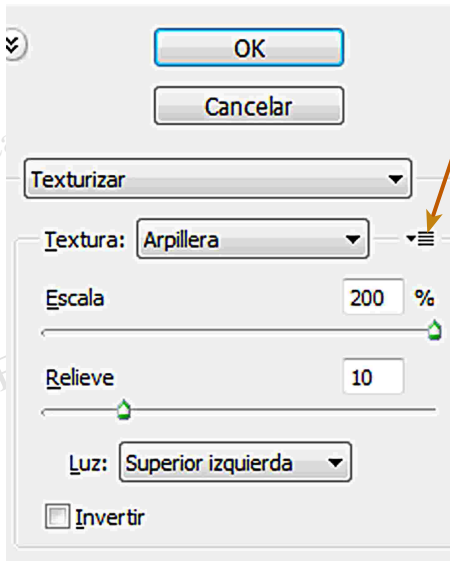 OK
Cancelar
Texturizar
Textura: Arpillera
Escala 200 %
Relieve 10
Luz: Superior izquierda
Invertir